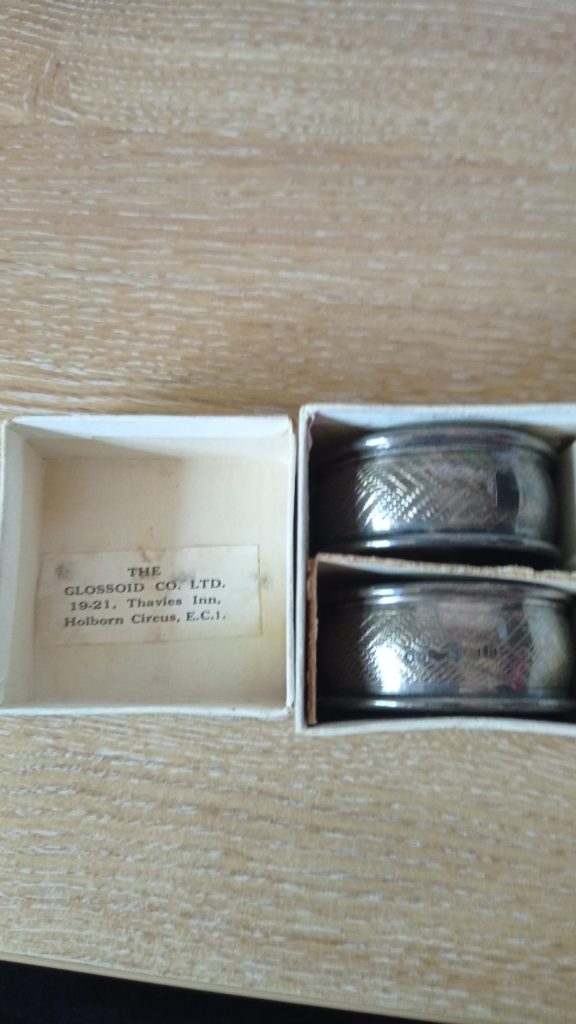 THE
GLOSSOID CO. LTD.
19-21, Thavies Inn,
Holborn Circus, E.C.1.